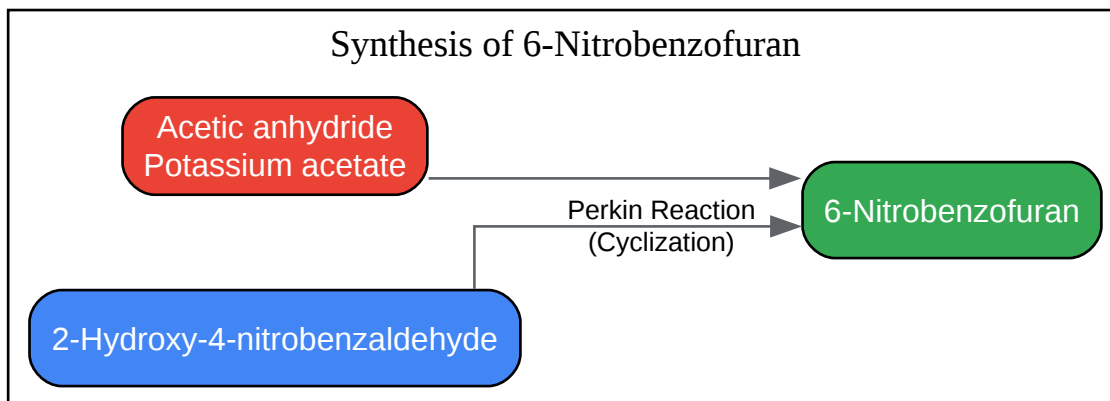 Synthesis of 6-Nitrobenzofuran
Acetic anhydride
Potassium acetate
6-Nitrobenzofuran
Perkin Reaction
(Cyclization)
2-Hydroxy-4-nitrobenzaldehyde